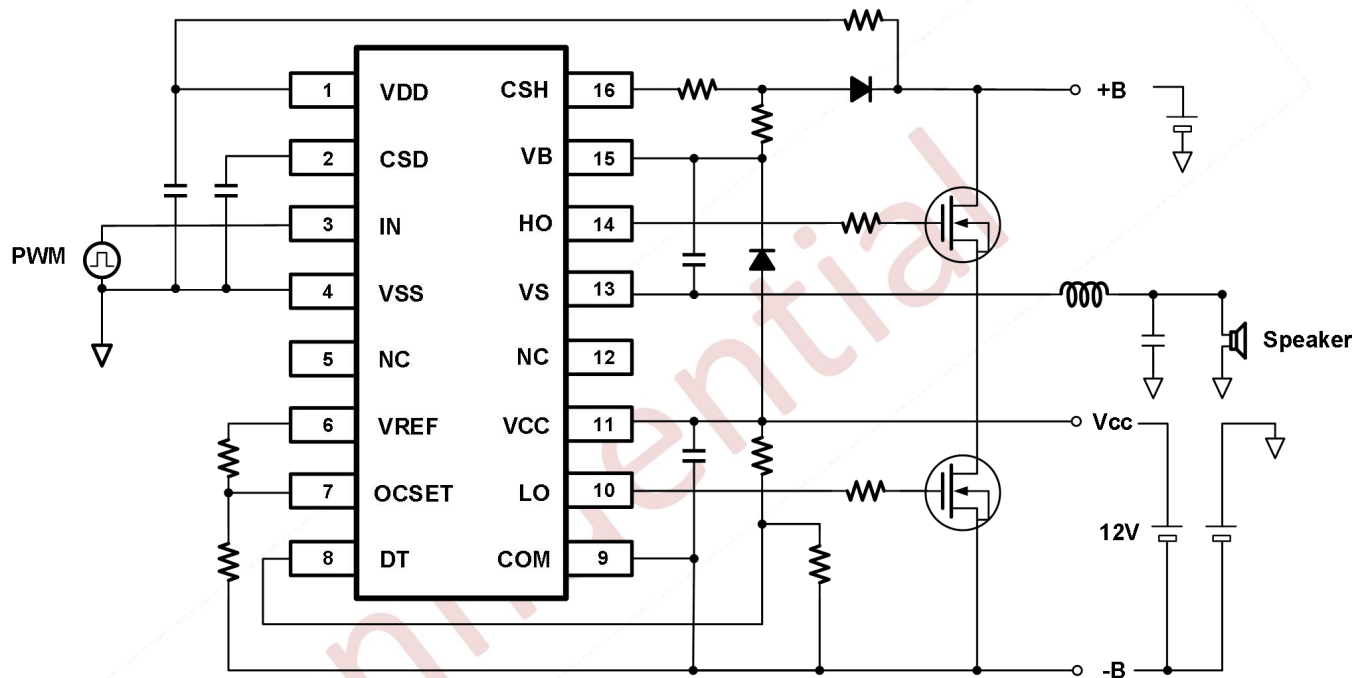 1 VDD CSH 16
2 CSD VB 15
3 IN HO 14
4 VSS VS 13
5 NC NC 12
6 VREF VCC 11
7 OCSET LO 10
8 DT COM 9
PWM
+B
Speaker
Vcc
12V
-B